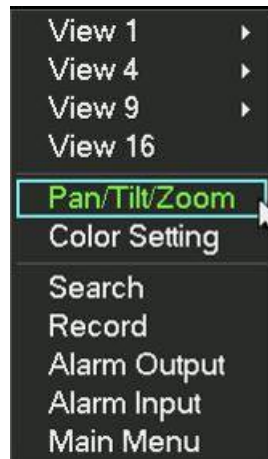 View 1
View 4
View 9
View 16
Pan/Tilt/Zoom
Color Setting
Search
Record
Alarm Output
Alarm Input
Main Menu